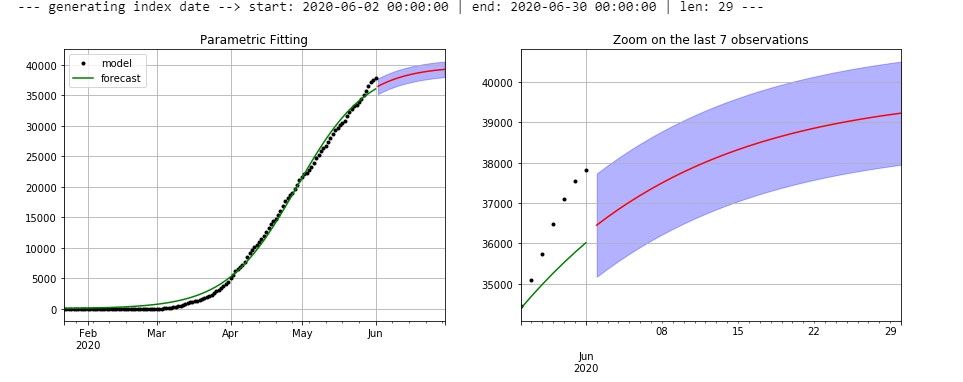 --- generating index date --> start: 2020-06-02 00:00:00 | end: 2020-06-30 00:00:00 | len: 29 ---
Parametric Fitting
40000
35000
30000
25000
20000
15000
10000
5000
0
model
forecast
Feb
2020
Mar
Apr
May
Jun
Zoom on the last 7 observations
40000
39000
38000
37000
36000
35000
08
15
22
29
Jun
2020